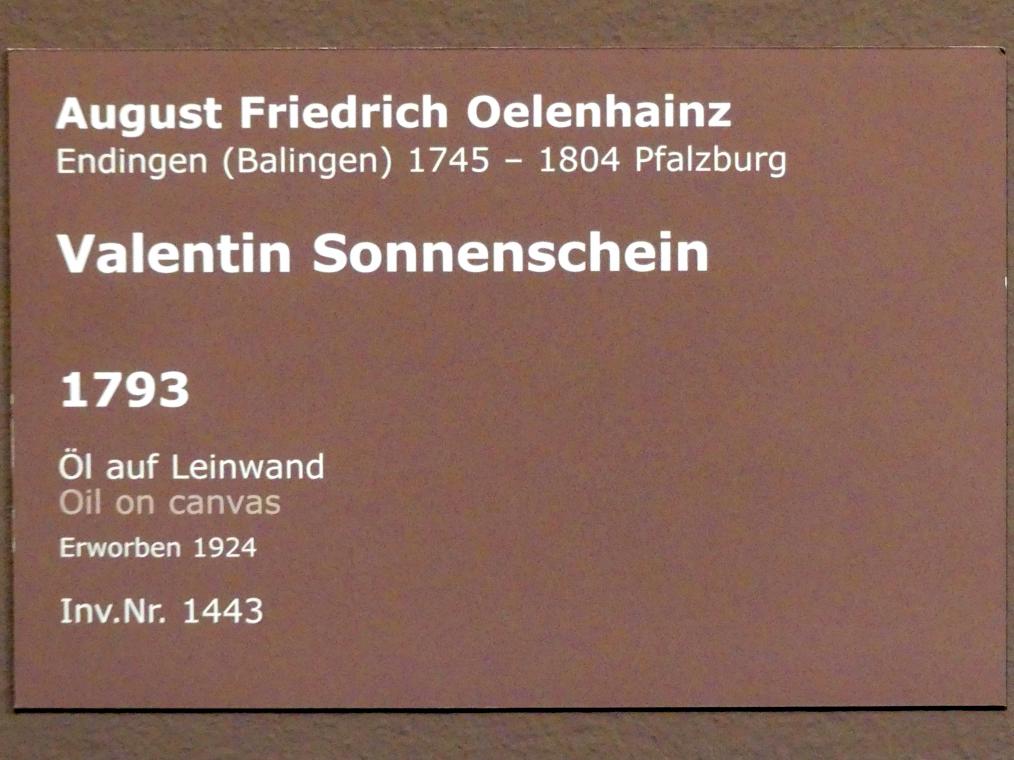 August Friedrich Oelenhainz
Endingen (Balingen) 1745 – 1804 Pfalzburg
Valentin Sonnenschein
1793
Öl auf Leinwand
Oil on canvas
Erworben 1924
Inv.Nr. 1443